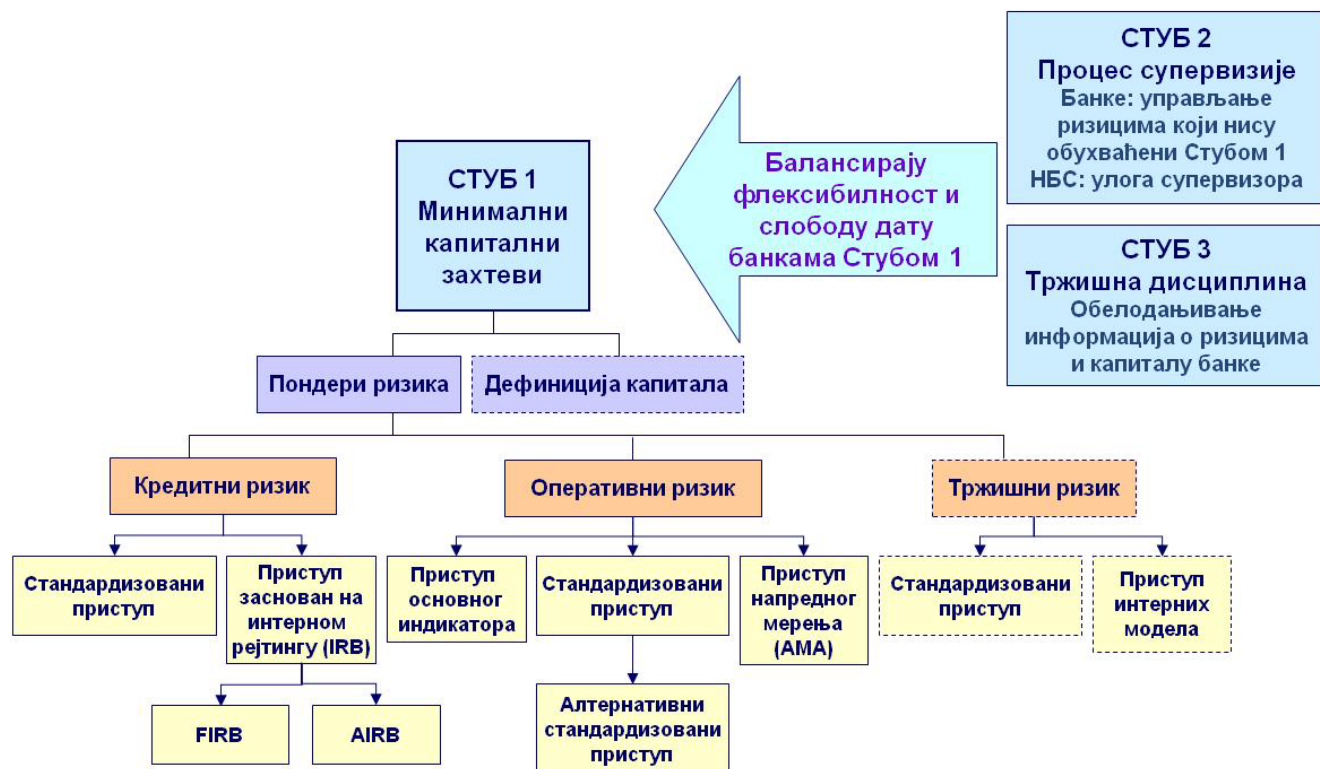 СТУБ 1
Минимални
капитални
захтеви
Балансирају
флексибилност и
слободу дату
банкама Стубом 1
СТУБ 2
Процес супервизије
Банке: управљање
ризицима који нису
обухваћени Стубом 1
НБС: улога супервизора
СТУБ 3
Тржишна дисциплина
Обелодањивање
информација о ризицима
и капиталу банке
Пондери ризика
Дефиниција капитала
Кредитни ризик
Оперативни ризик
Тржишни ризик
Стандардизовани
приступ
Приступ
заснован на
интерном
рејтингу (IRB)
Приступ
основног
индикатора
Стандардизовани
приступ
Приступ
напредног
мерења
(АМА)
Стандардизовани
приступ
Приступ
интерних
модела
FIRB
AIRB
Алтернативни
стандардизовани
приступ